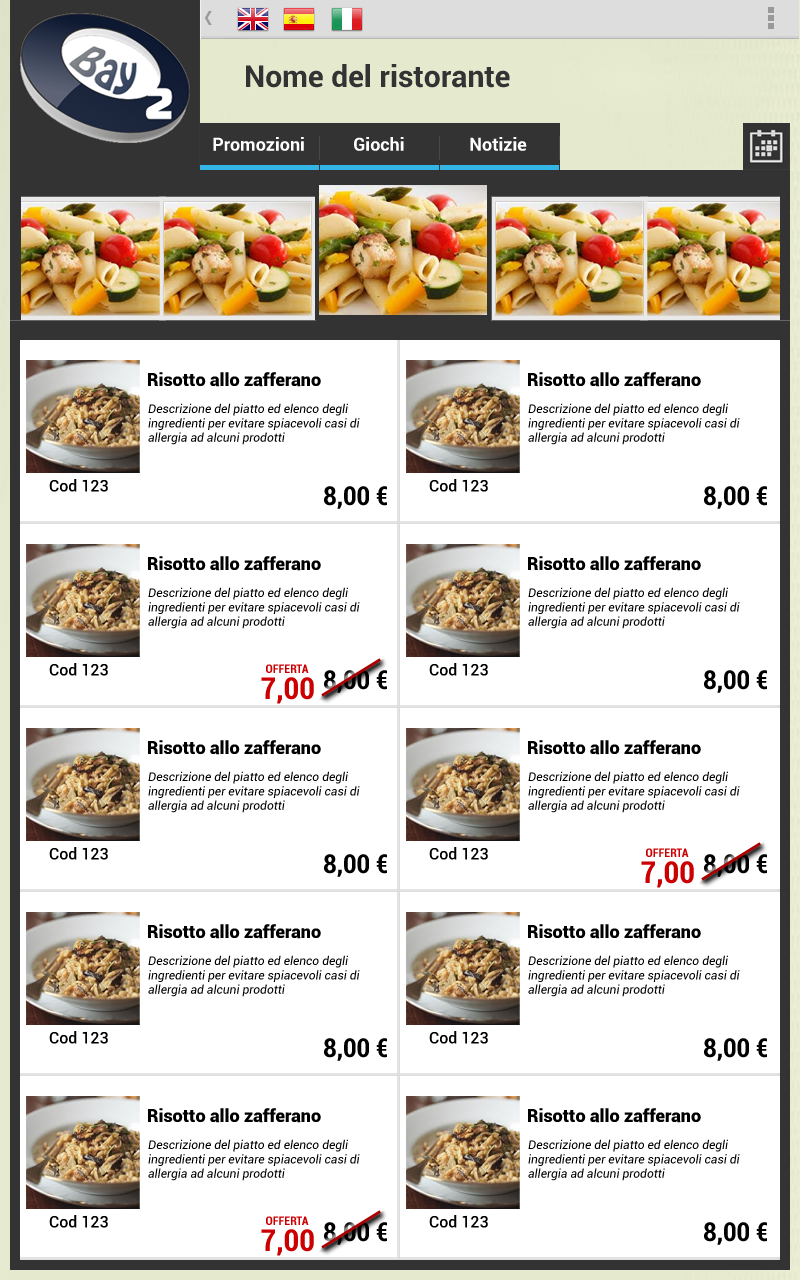 Bay
2
Nome del ristorante
Promozioni
Giochi
Notizie
Risotto allo zafferano
Descrizione del piatto ed elenco degli
ingredienti per evitare spiacevoli casi di
allergia ad alcuni prodotti
Cod 123
8,00 €
Risotto allo zafferano
Descrizione del piatto ed elenco degli
ingredienti per evitare spiacevoli casi di
allergia ad alcuni prodotti
Cod 123
8,00 €
Risotto allo zafferano
Descrizione del piatto ed elenco degli
ingredienti per evitare spiacevoli casi di
allergia ad alcuni prodotti
Cod 123
OFFERTA
7,00 8,00 €
Risotto allo zafferano
Descrizione del piatto ed elenco degli
ingredienti per evitare spiacevoli casi di
allergia ad alcuni prodotti
Cod 123
8,00 €
Risotto allo zafferano
Descrizione del piatto ed elenco degli
ingredienti per evitare spiacevoli casi di
allergia ad alcuni prodotti
Cod 123
8,00 €
Risotto allo zafferano
Descrizione del piatto ed elenco degli
ingredienti per evitare spiacevoli casi di
allergia ad alcuni prodotti
Cod 123
OFFERTA
7,00 8,00 €
Risotto allo zafferano
Descrizione del piatto ed elenco degli
ingredienti per evitare spiacevoli casi di
allergia ad alcuni prodotti
Cod 123
8,00 €
Risotto allo zafferano
Descrizione del piatto ed elenco degli
ingredienti per evitare spiacevoli casi di
allergia ad alcuni prodotti
Cod 123
8,00 €
Risotto allo zafferano
Descrizione del piatto ed elenco degli
ingredienti per evitare spiacevoli casi di
allergia ad alcuni prodotti
Cod 123
OFFERTA
7,00 8,00 €
Risotto allo zafferano
Descrizione del piatto ed elenco degli
ingredienti per evitare spiacevoli casi di
allergia ad alcuni prodotti
Cod 123
8,00 €